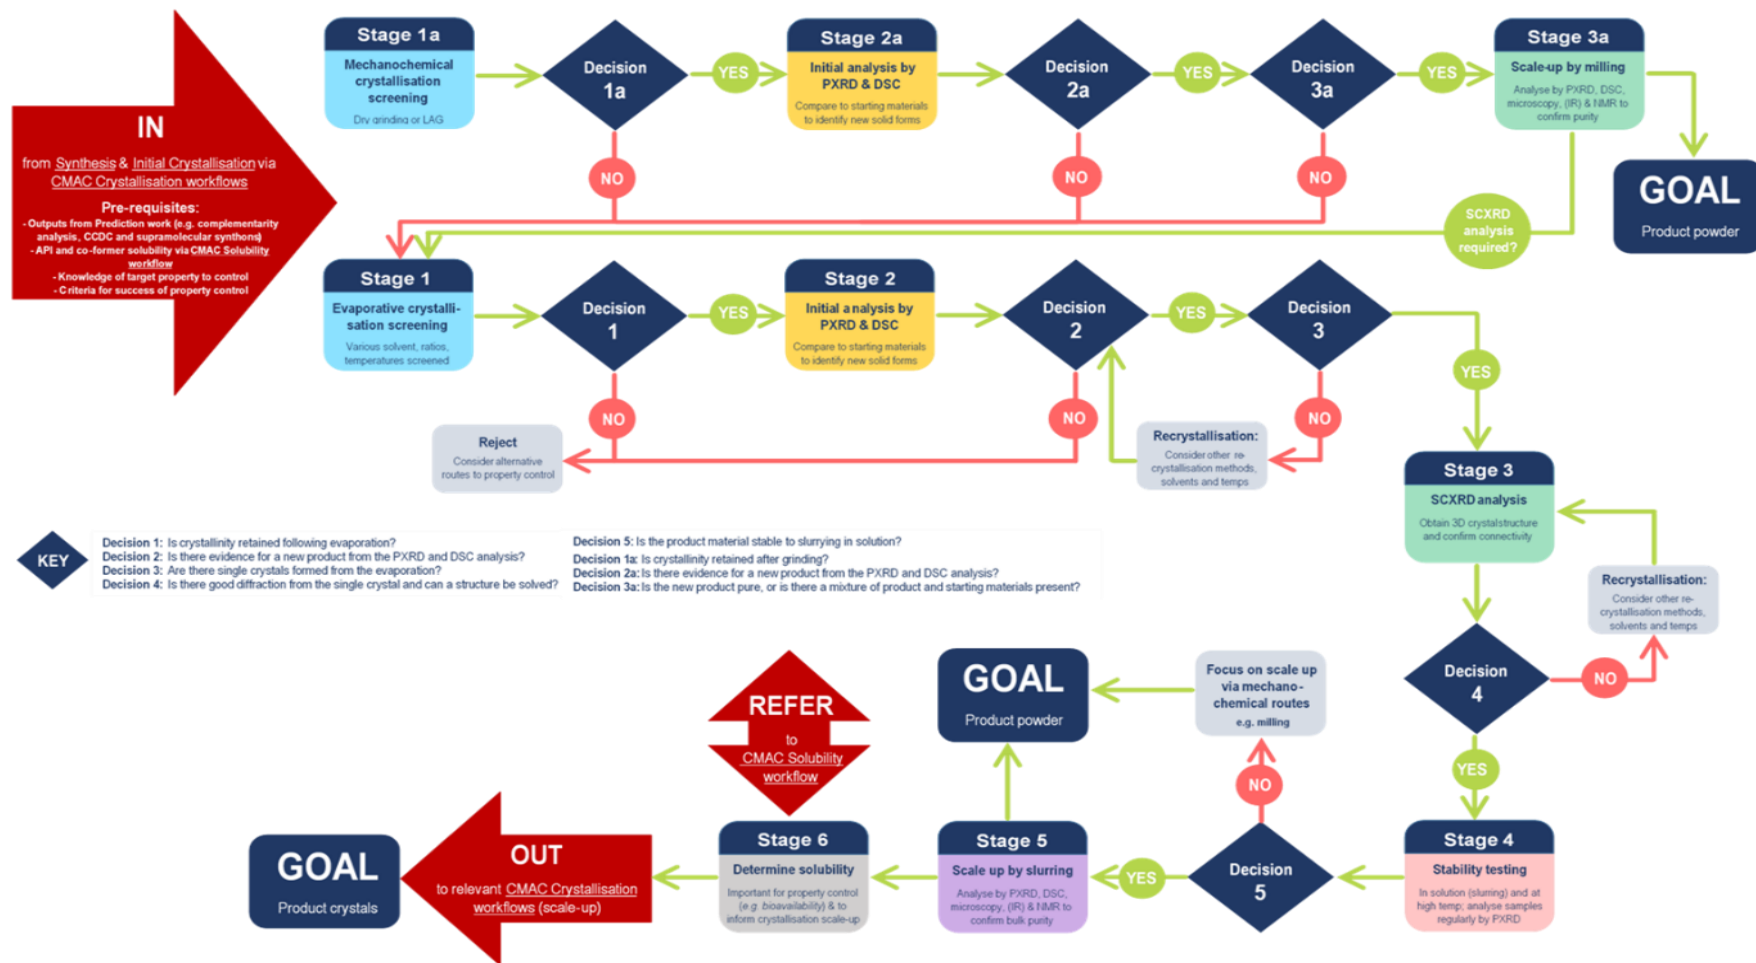 IN
from Synthesis & Initial Crystallisation via
CMAC Crystallisation workflows
Pre-requisites:
- Outputs from Prediction work (e.g. complementarity
analysis, CCDC and supramolecular synthons)
- API and co-former solubility via CMAC Solubility
workflow
- Knowledge of target property to control
- Criteria for success of property control
Stage 1a
Mechanochemical
crystallisation
screening
Dry grinding or LAG
Decision
1a
YES
NO
Stage 2a
Initial analysis by
PXRD & DSC
Compare to starting materials
to identify new solid forms
Decision
2a
YES
NO
Decision
3a
YES
NO
Stage 3a
Scale-up by milling
Analyse by PXRD, DSC,
microscopy, (IR) & NMR to
confirm purity
GOAL
Product powder
SCXRD
analysis
required?
Stage 1
Evaporative crystalli-
sation screening
Various solvent, ratios,
temperatures screened
Decision
1
YES
NO
Stage 2
Initial analysis by
PXRD & DSC
Compare to starting materials
to identify new solid forms
Decision
2
YES
NO
Decision
3
YES
NO
Reject
Consider alternative
routes to property control
Recrystallisation:
Consider other re-
crystallisation methods,
solvents and temps
Stage 3
SCXRD analysis
Obtain 3D crystal structure
and confirm connectivity
Recrystallisation:
Consider other re-
crystallisation methods,
solvents and temps
KEY
Decision 1: Is crystallinity retained following evaporation?
Decision 2: Is there evidence for a new product from the PXRD and DSC analysis?
Decision 3: Are there single crystals formed from the evaporation?
Decision 4: Is there good diffraction from the single crystal and can a structure be solved?
Decision 5: Is the product material stable to slurrying in solution?
Decision 1a: Is crystallinity retained after grinding?
Decision 2a: Is there evidence for a new product from the PXRD and DSC analysis?
Decision 3a: Is the new product pure, or is there a mixture of product and starting materials present?
Decision
4
NO
YES
REFER
to
CMAC Solubility
workflow
GOAL
Product powder
Focus on scale up
via mechano-
chemical routes
e.g. milling
NO
GOAL
Product crystals
OUT
to relevant CMAC Crystallisation
workflows (scale-up)
Stage 6
Determine solubility
Important for property control
(e.g. bioavailability) & to
inform crystallisation scale-up
Stage 5
Scale up by slurring
Analyse by PXRD, DSC,
microscopy, (IR) & NMR to
confirm bulk purity
YES
Decision
5
Stage 4
Stability testing
In solution (slurring) and at
high temp; analyse samples
regularly by PXRD